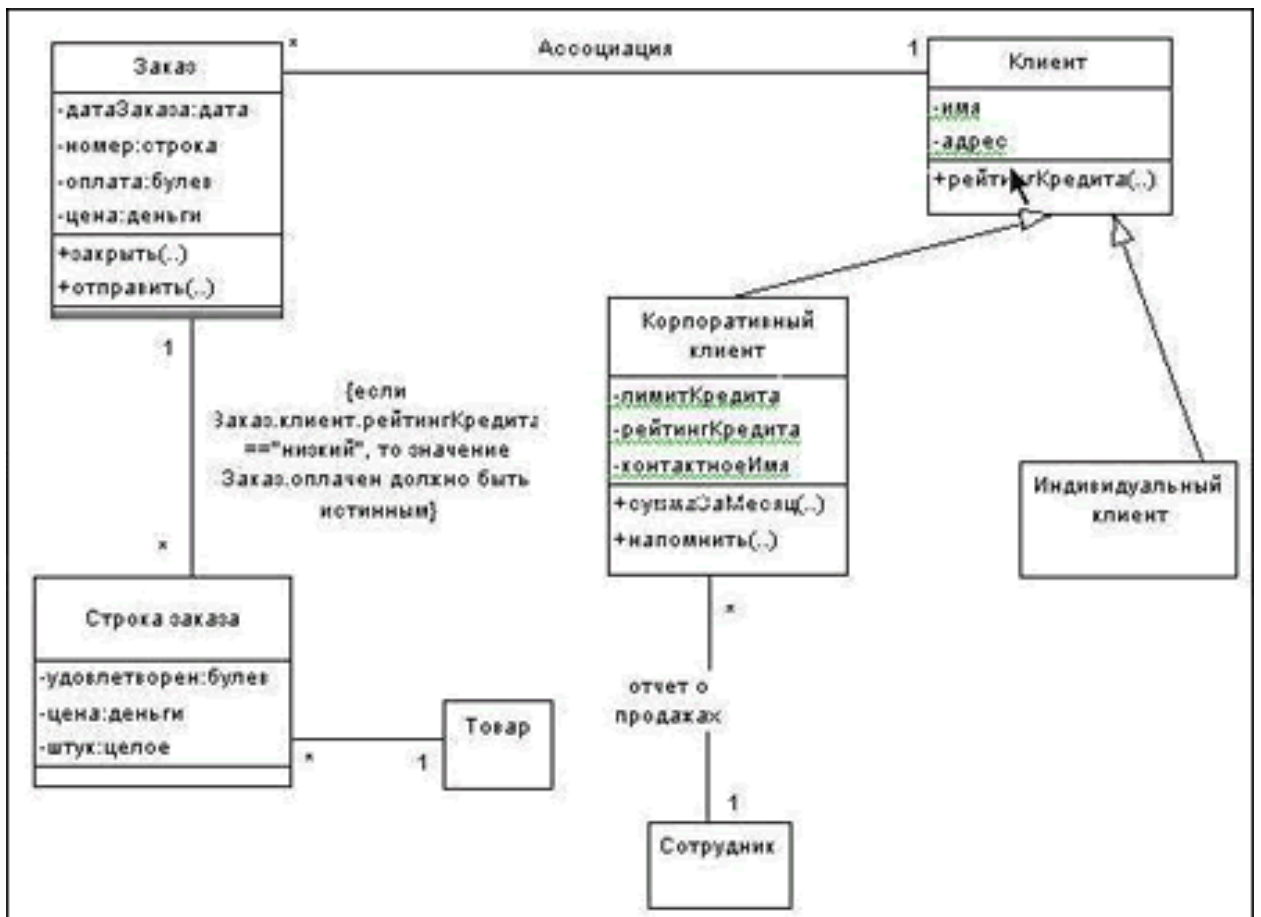 Заказ
-датаЗаказа:дата
-номер:строка
-оплата:булев
-цена:деньги
+закрыть(..)
+отправить(..)
*
Ассоциация
1
Клиент
-имя
-адрес
+рейтингКредита(..)
1
{если
Заказ.клиент.рейтингКредита
=="низкий", то значение
Заказ.оплачен должно быть
истинным}
*
Корпоративный
клиент
-лимитКредита
-рейтингКредита
-контактноеИмя
+суммаЗаМесяц(..)
+напомнить(..)
Индивидуальный
клиент
Строка заказа
-удовлетворен:булев
-цена:деньги
-штук:целое
*
1
Товар
*
отчет о
продажах
1
Сотрудник